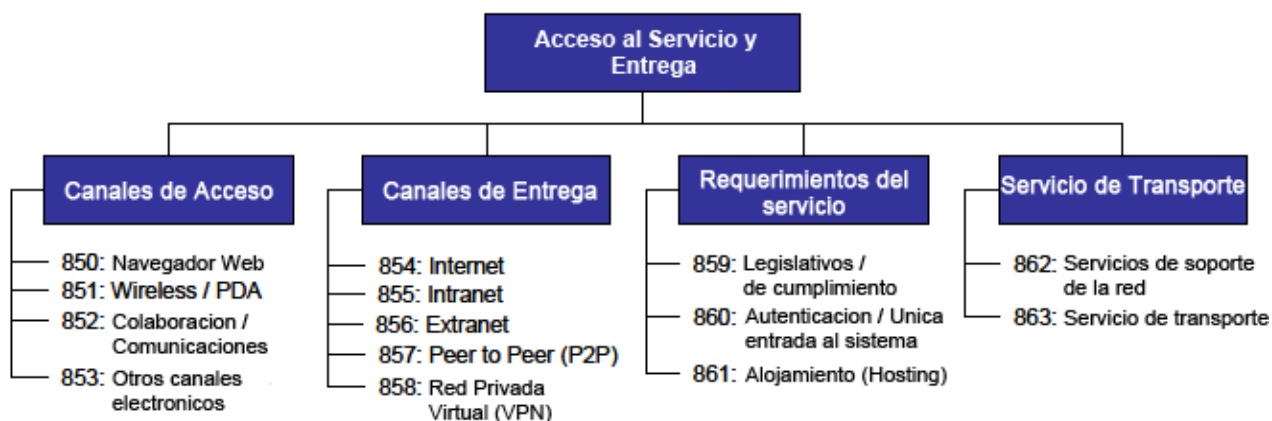 Acceso al Servicio y
Entrega
Canales de Acceso
850: Navegador Web
851: Wireless / PDA
852: Colaboracion /
Comunicaciones
853: Otros canales
electronicos
Canales de Entrega
854: Internet
855: Intranet
856: Extranet
857: Peer to Peer (P2P)
858: Red Privada
Virtual (VPN)
Requerimientos del
servicio
859: Legislativos /
de cumplimiento
860: Autenticacion / Unica
entrada al sistema
861: Alojamiento (Hosting)
Servicio de Transporte
862: Servicios de soporte
de la red
863: Servicio de transporte